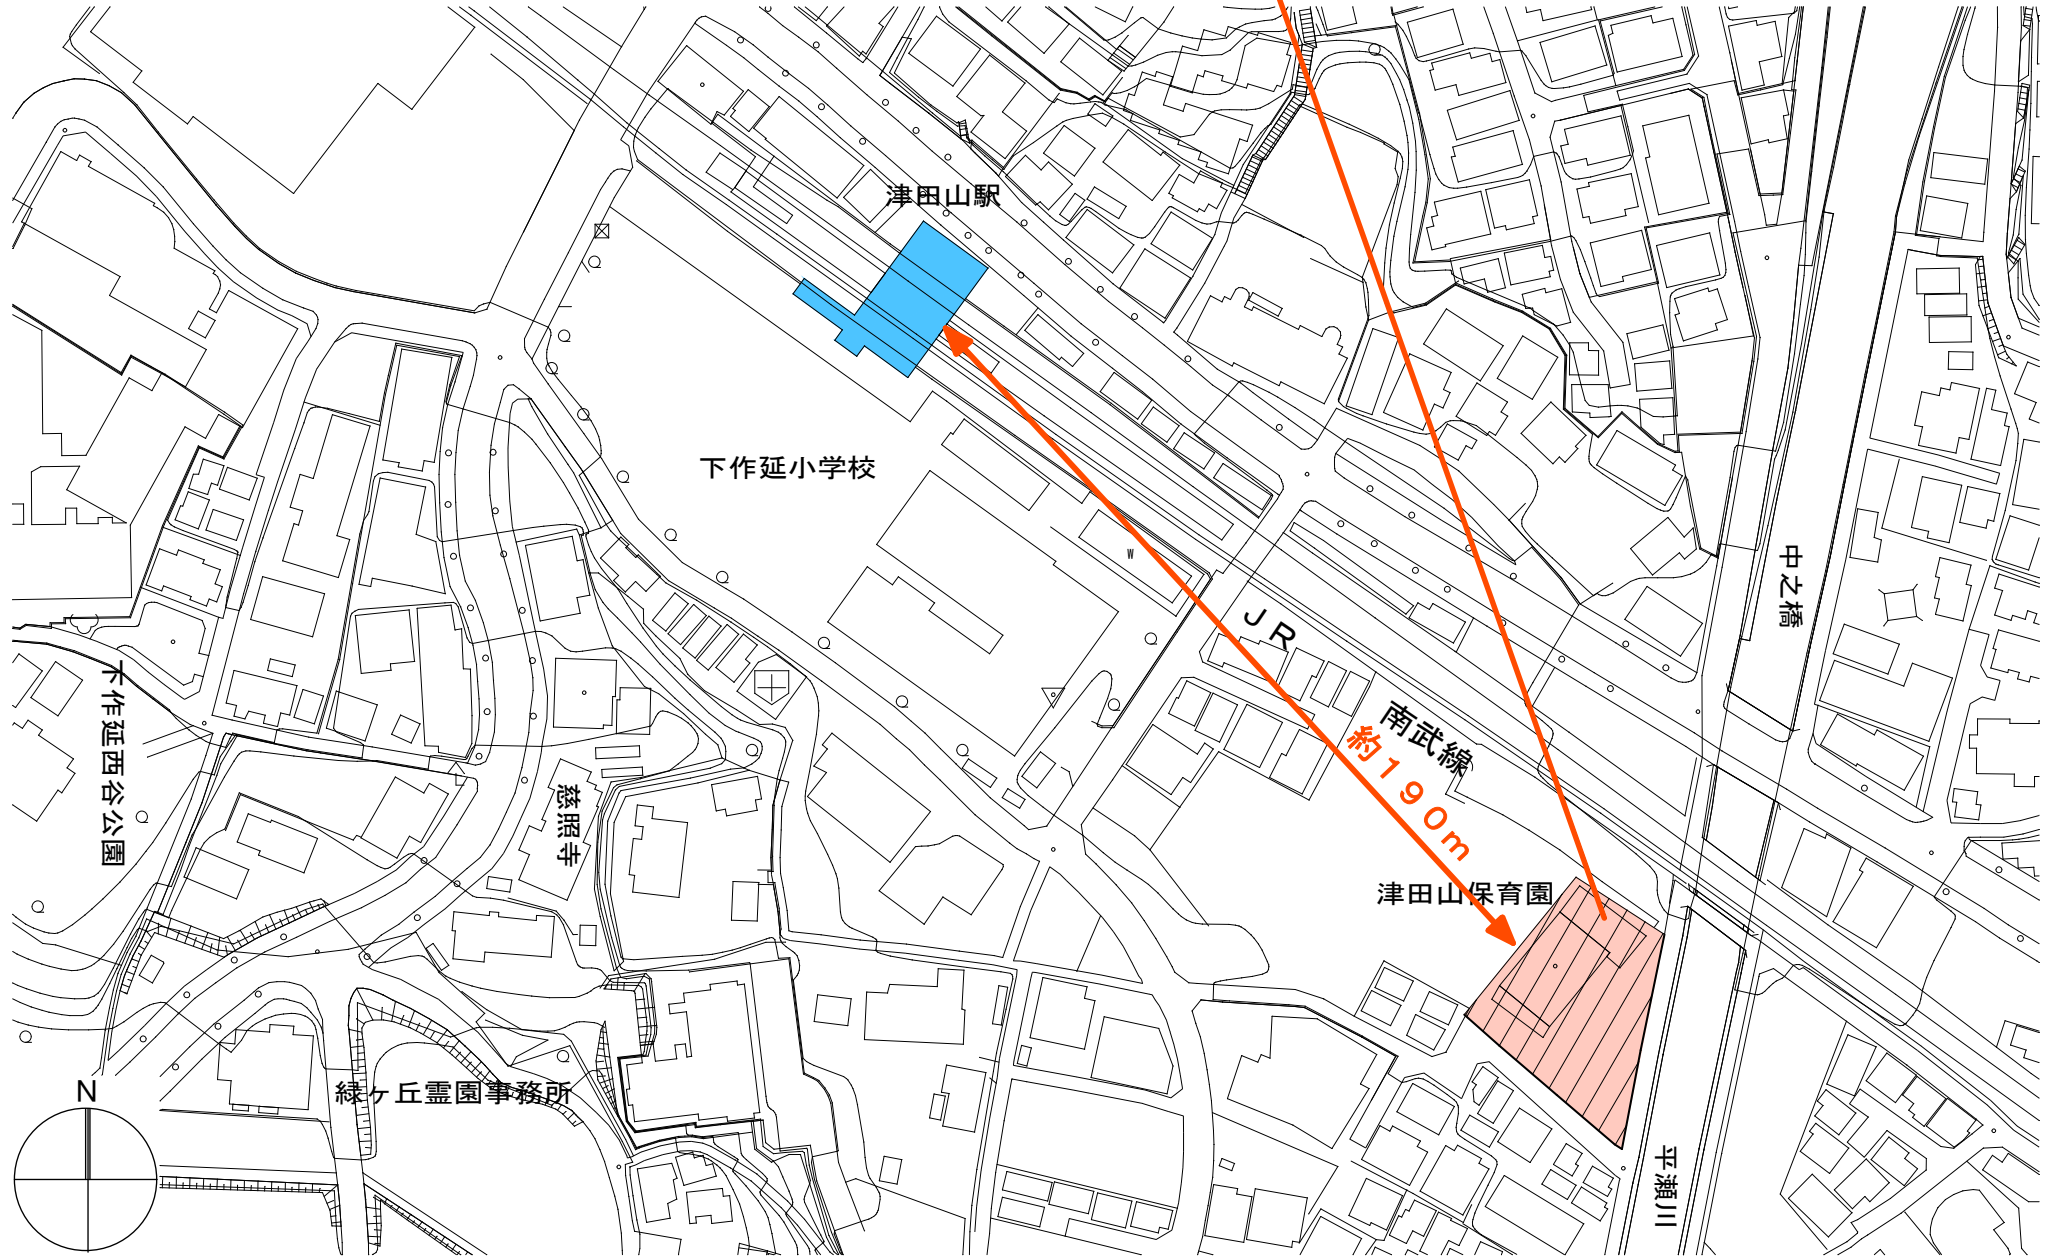 津田山駅
下作延小学校
W
中之橋
JR
南武線
約190m
下作延西谷公園
慈照寺
津田山保育園
緑ヶ丘霊園事務所
N
平瀬川